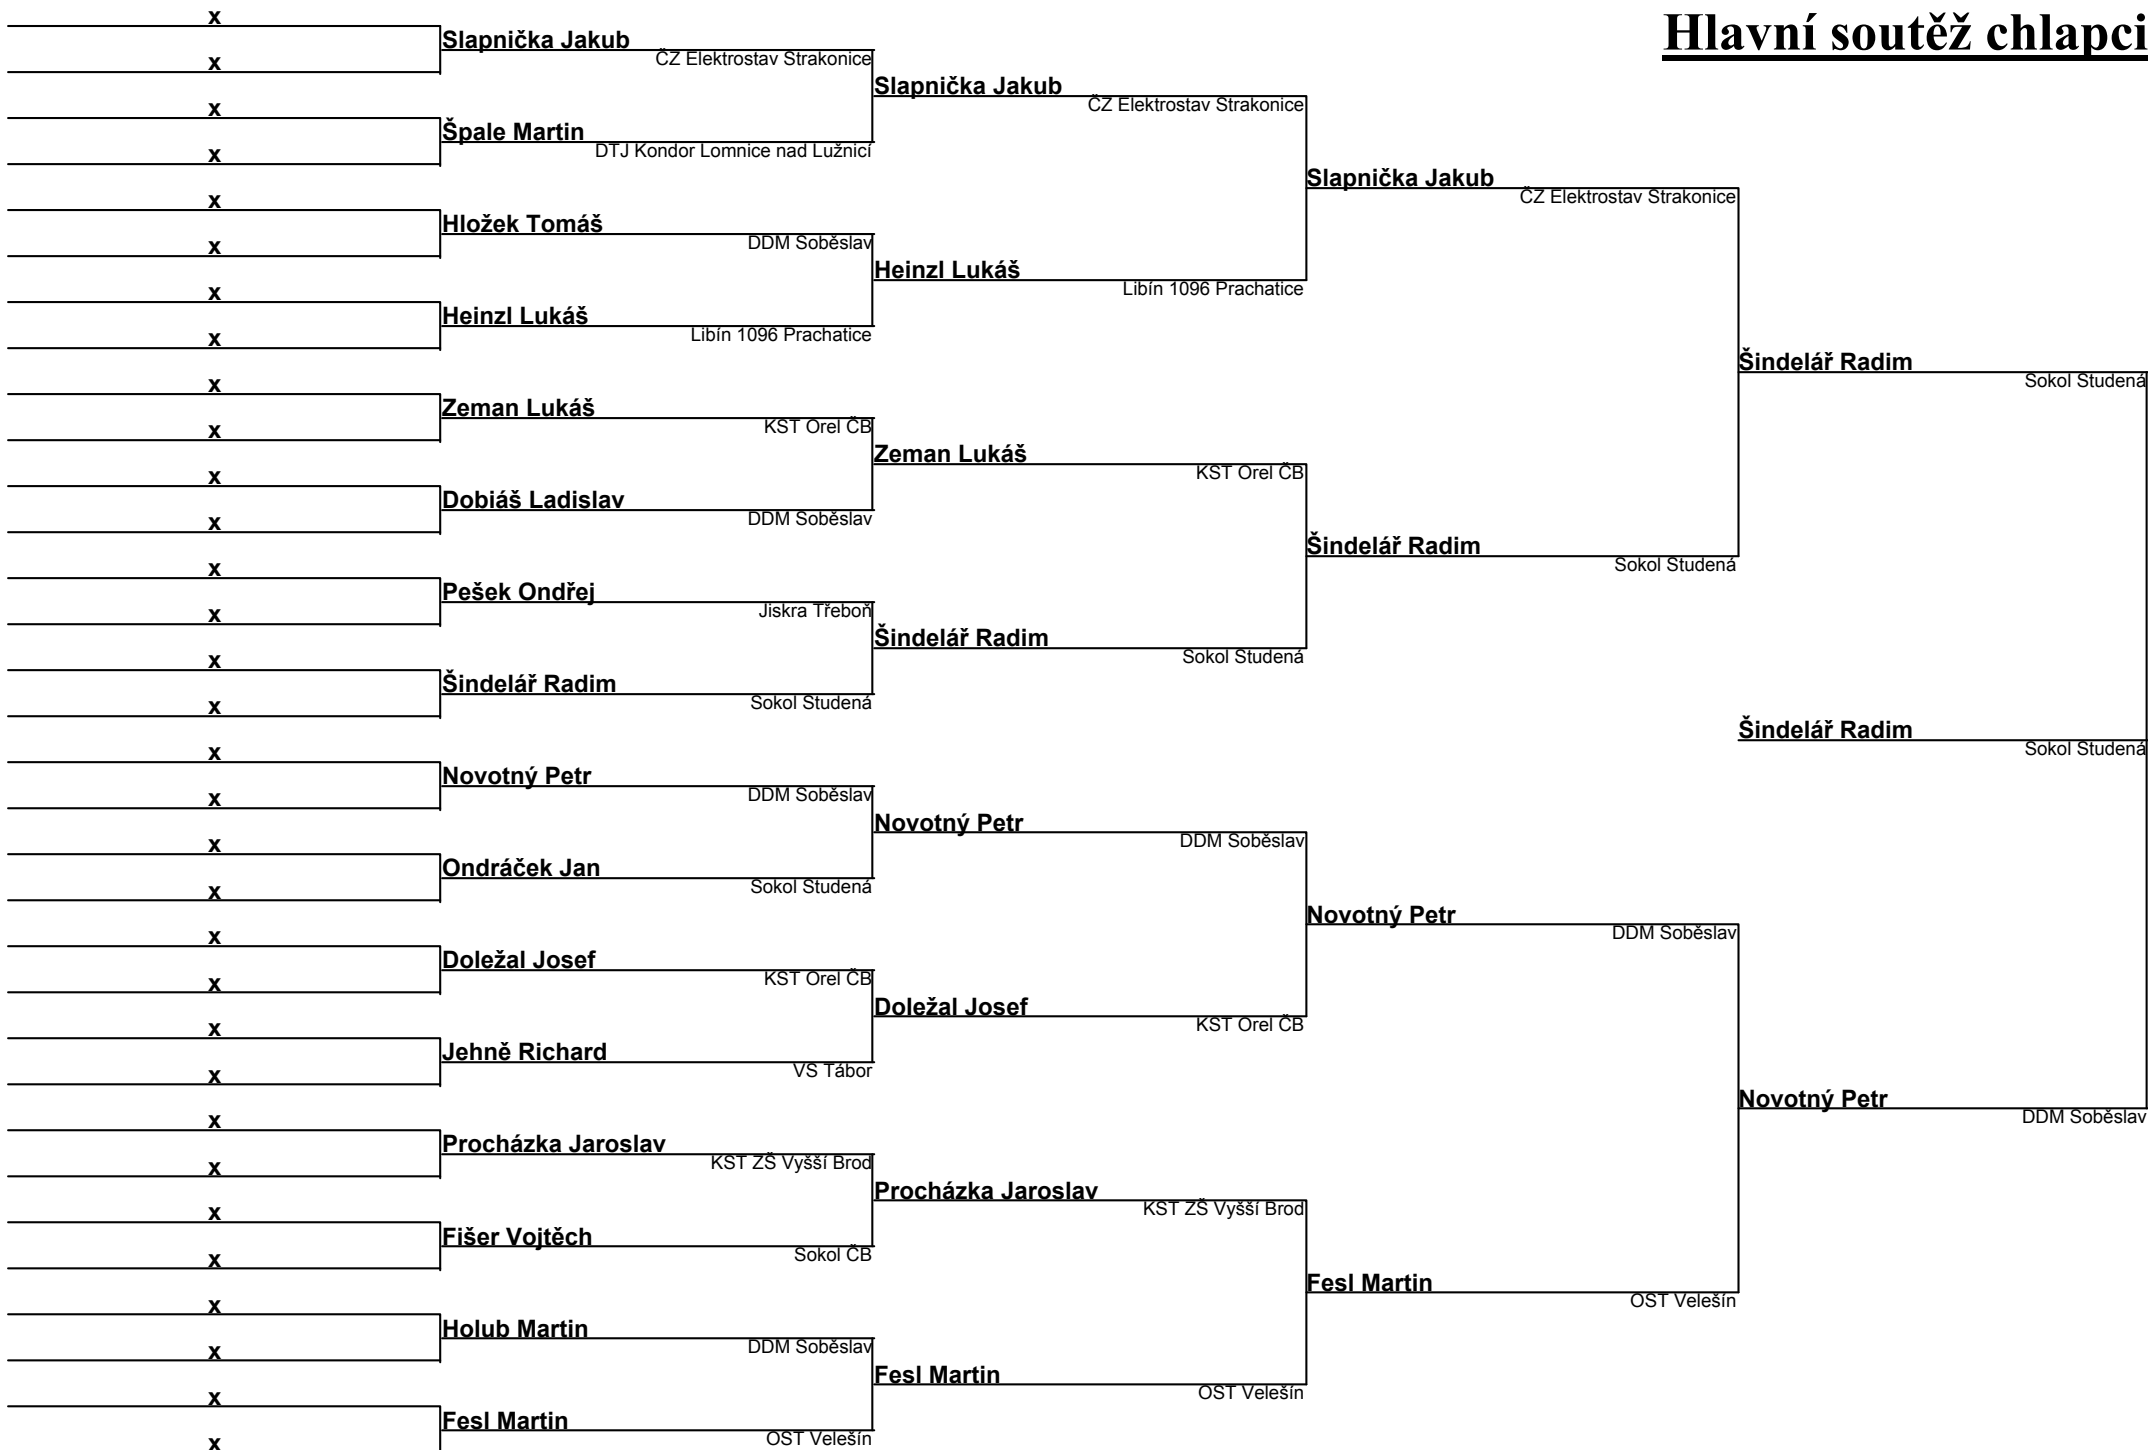 Hlavní soutěž chlapci
x
Slapnička Jakub
ČZ Elektrostav Strakonice
x
Slapnička Jakub
ČZ Elektrostav Strakonice
x
Špale Martin
DTJ Kondor Lomnice nad Lužnicí
x
Slapnička Jakub
ČZ Elektrostav Strakonice
x
Hložek Tomáš
DDM Soběslav
x
Heinzl Lukáš
Libín 1096 Prachatice
x
Heinzl Lukáš
Libín 1096 Prachatice
x
Šindelář Radim
Sokol Studená
x
Zeman Lukáš
KST Orel ČB
x
Zeman Lukáš
KST Orel ČB
x
Dobiáš Ladislav
DDM Soběslav
x
Šindelář Radim
Sokol Studená
x
Pešek Ondřej
Jiskra Třeboň
x
Šindelář Radim
Sokol Studená
x
Šindelář Radim
Sokol Studená
x
Šindelář Radim
Sokol Studená
x
Novotný Petr
DDM Soběslav
x
Novotný Petr
DDM Soběslav
x
Ondráček Jan
Sokol Studená
x
Novotný Petr
DDM Soběslav
x
Doležal Josef
KST Orel ČB
x
Doležal Josef
KST Orel ČB
x
Jehně Richard
VS Tábor
x
Novotný Petr
DDM Soběslav
x
Procházka Jaroslav
KST ZŠ Vyšší Brod
x
Procházka Jaroslav
KST ZŠ Vyšší Brod
x
Fišer Vojtěch
Sokol ČB
x
Fesl Martin
OST Velešín
x
Holub Martin
DDM Soběslav
x
Fesl Martin
OST Velešín
x
Fesl Martin
OST Velešín
x